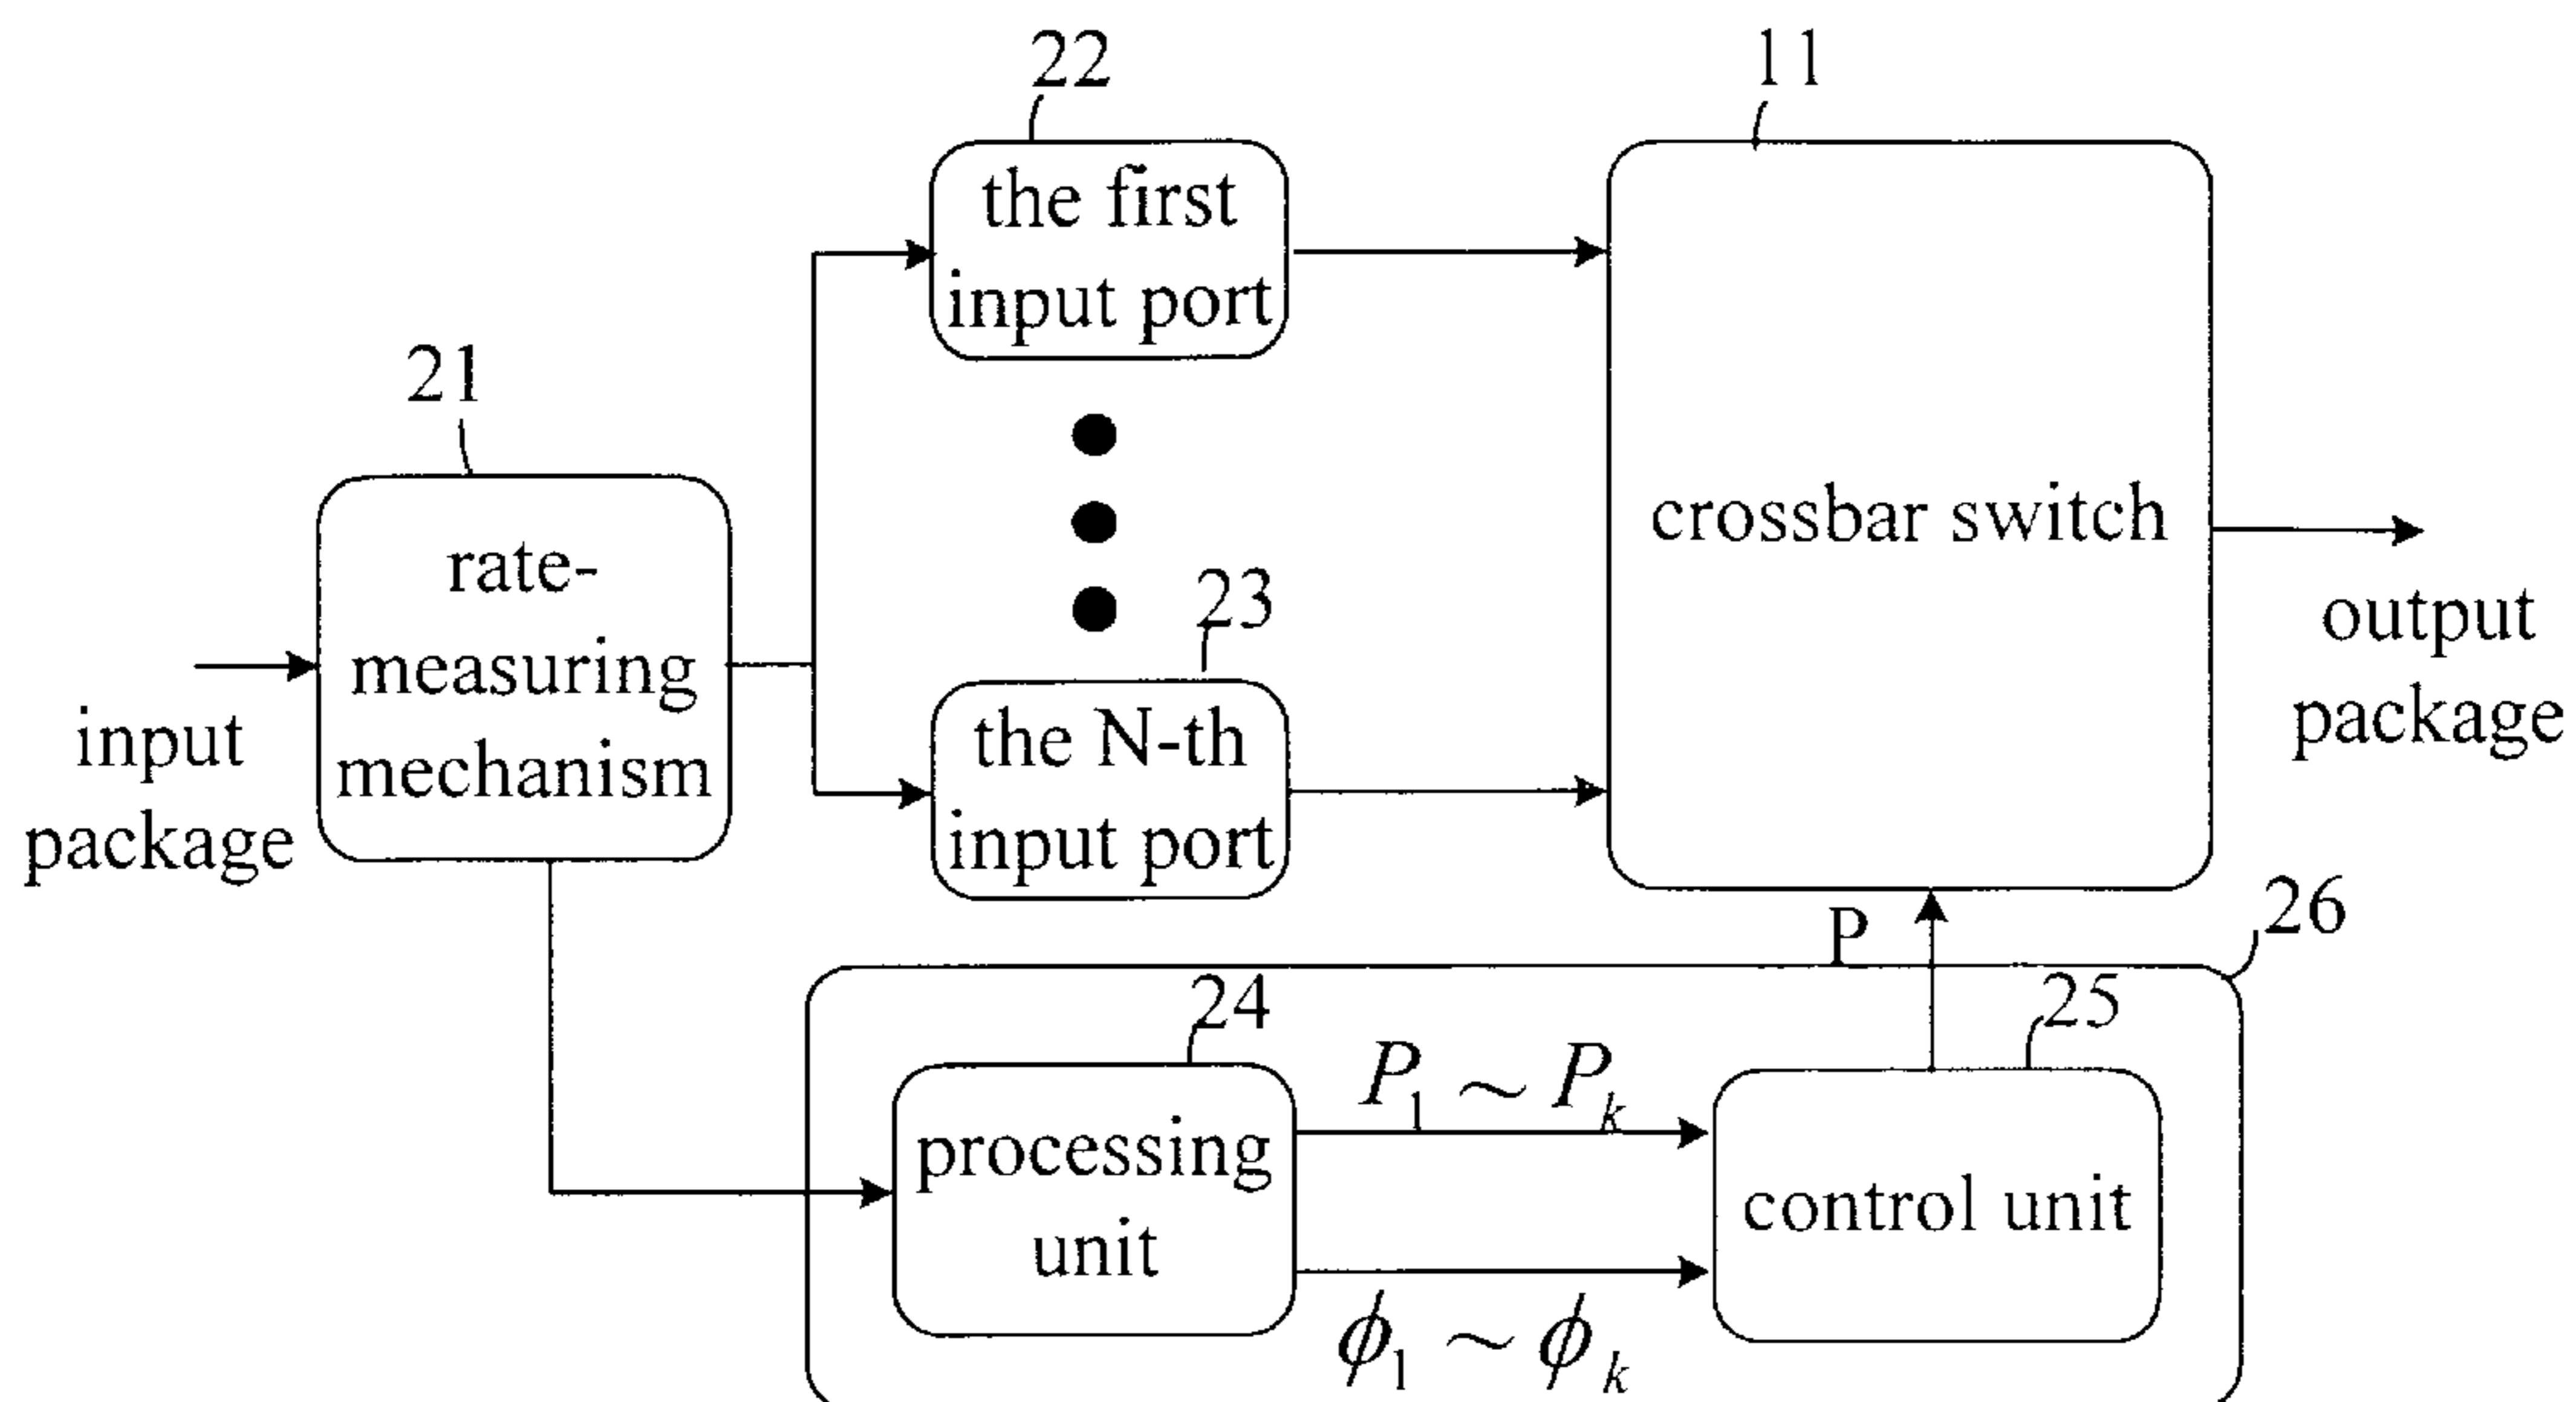 22
11
the first
input port
21
rate-
measuring
mechanism
crossbar switch
23
the N-th
input port
input
package
output
package
P
26
24
25
P₁ ~ Pₖ
processing
unit
control unit
ϕ₁ ~ ϕₖ